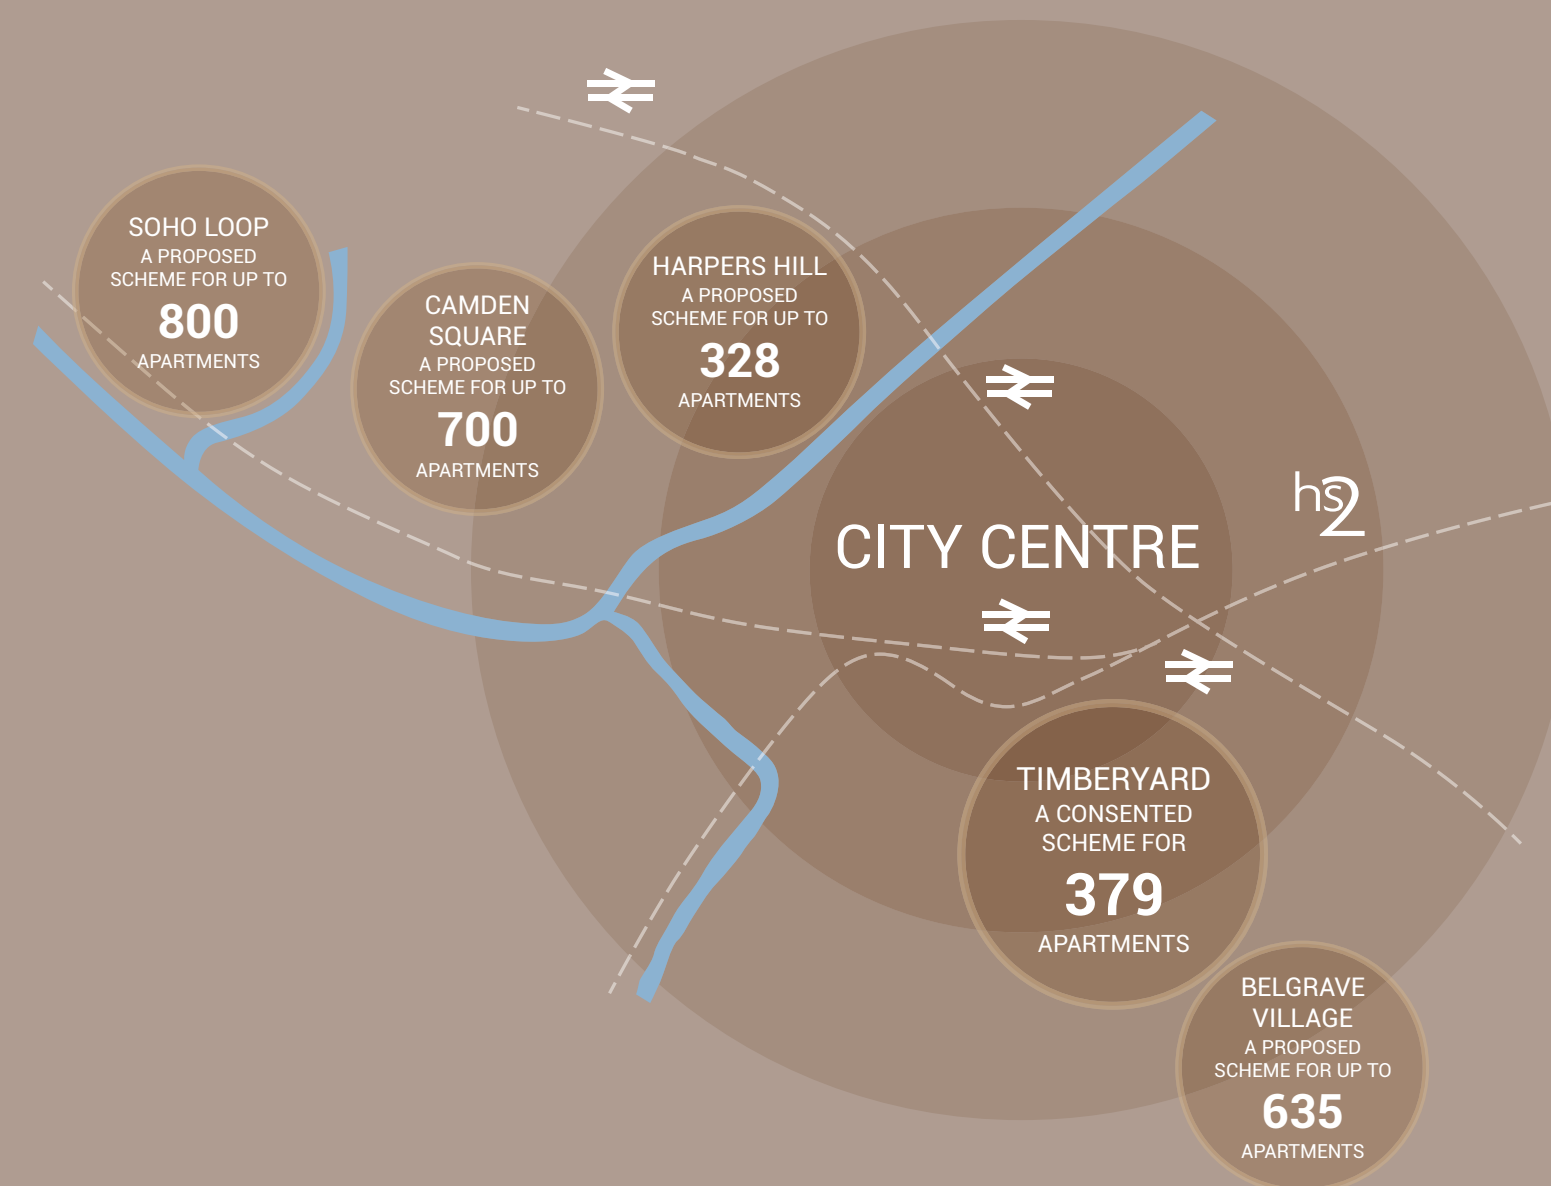 SOHO LOOP
A PROPOSED
SCHEME FOR UP TO
800
APARTMENTS
CAMDEN
SQUARE
A PROPOSED
SCHEME FOR UP TO
700
APARTMENTS
HARPERS HILL
A PROPOSED
SCHEME FOR UP TO
328
APARTMENTS
hs2
CITY CENTRE
TIMBERYARD
A CONSENTED
SCHEME FOR
379
APARTMENTS
BELGRAVE
VILLAGE
A PROPOSED
SCHEME FOR UP TO
635
APARTMENTS